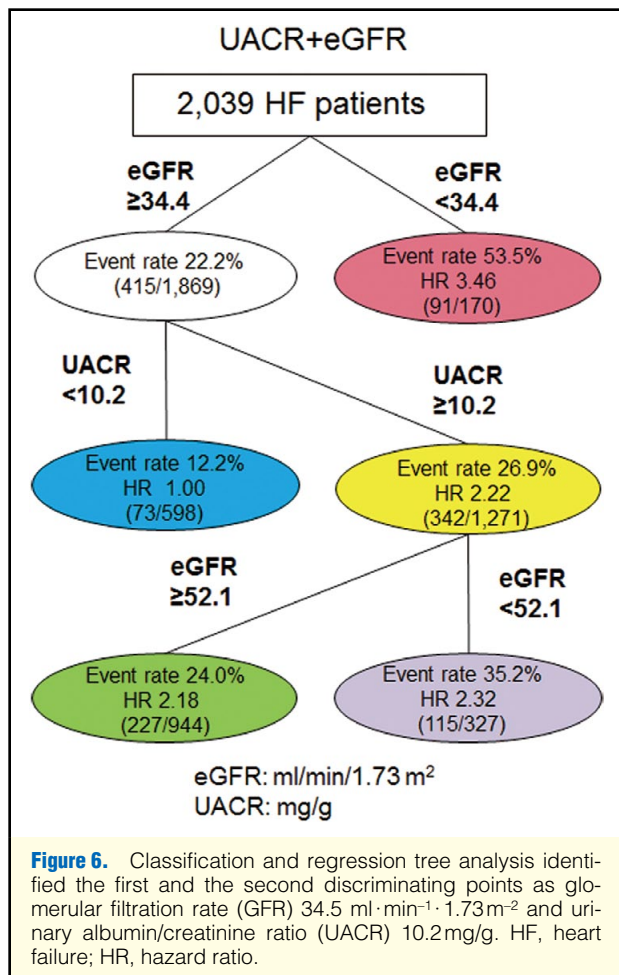 UACR+eGFR
2,039 HF patients
eGFR
≥34.4
eGFR
<34.4
Event rate 22.2%
(415/1,869)
Event rate 53.5%
HR 3.46
(91/170)
UACR
<10.2
UACR
≥10.2
Event rate 12.2%
HR 1.00
(73/598)
Event rate 26.9%
HR 2.22
(342/1,271)
eGFR
≥52.1
eGFR
<52.1
Event rate 24.0%
HR 2.18
(227/944)
Event rate 35.2%
HR 2.32
(115/327)
eGFR: ml/min/1.73 m²
UACR: mg/g
Figure 6. Classification and regression tree analysis identi-
fied the first and the second discriminating points as glo-
merular filtration rate (GFR) 34.5 ml·min⁻¹·1.73 m⁻² and uri-
nary albumin/creatinine ratio (UACR) 10.2 mg/g. HF, heart
failure; HR, hazard ratio.